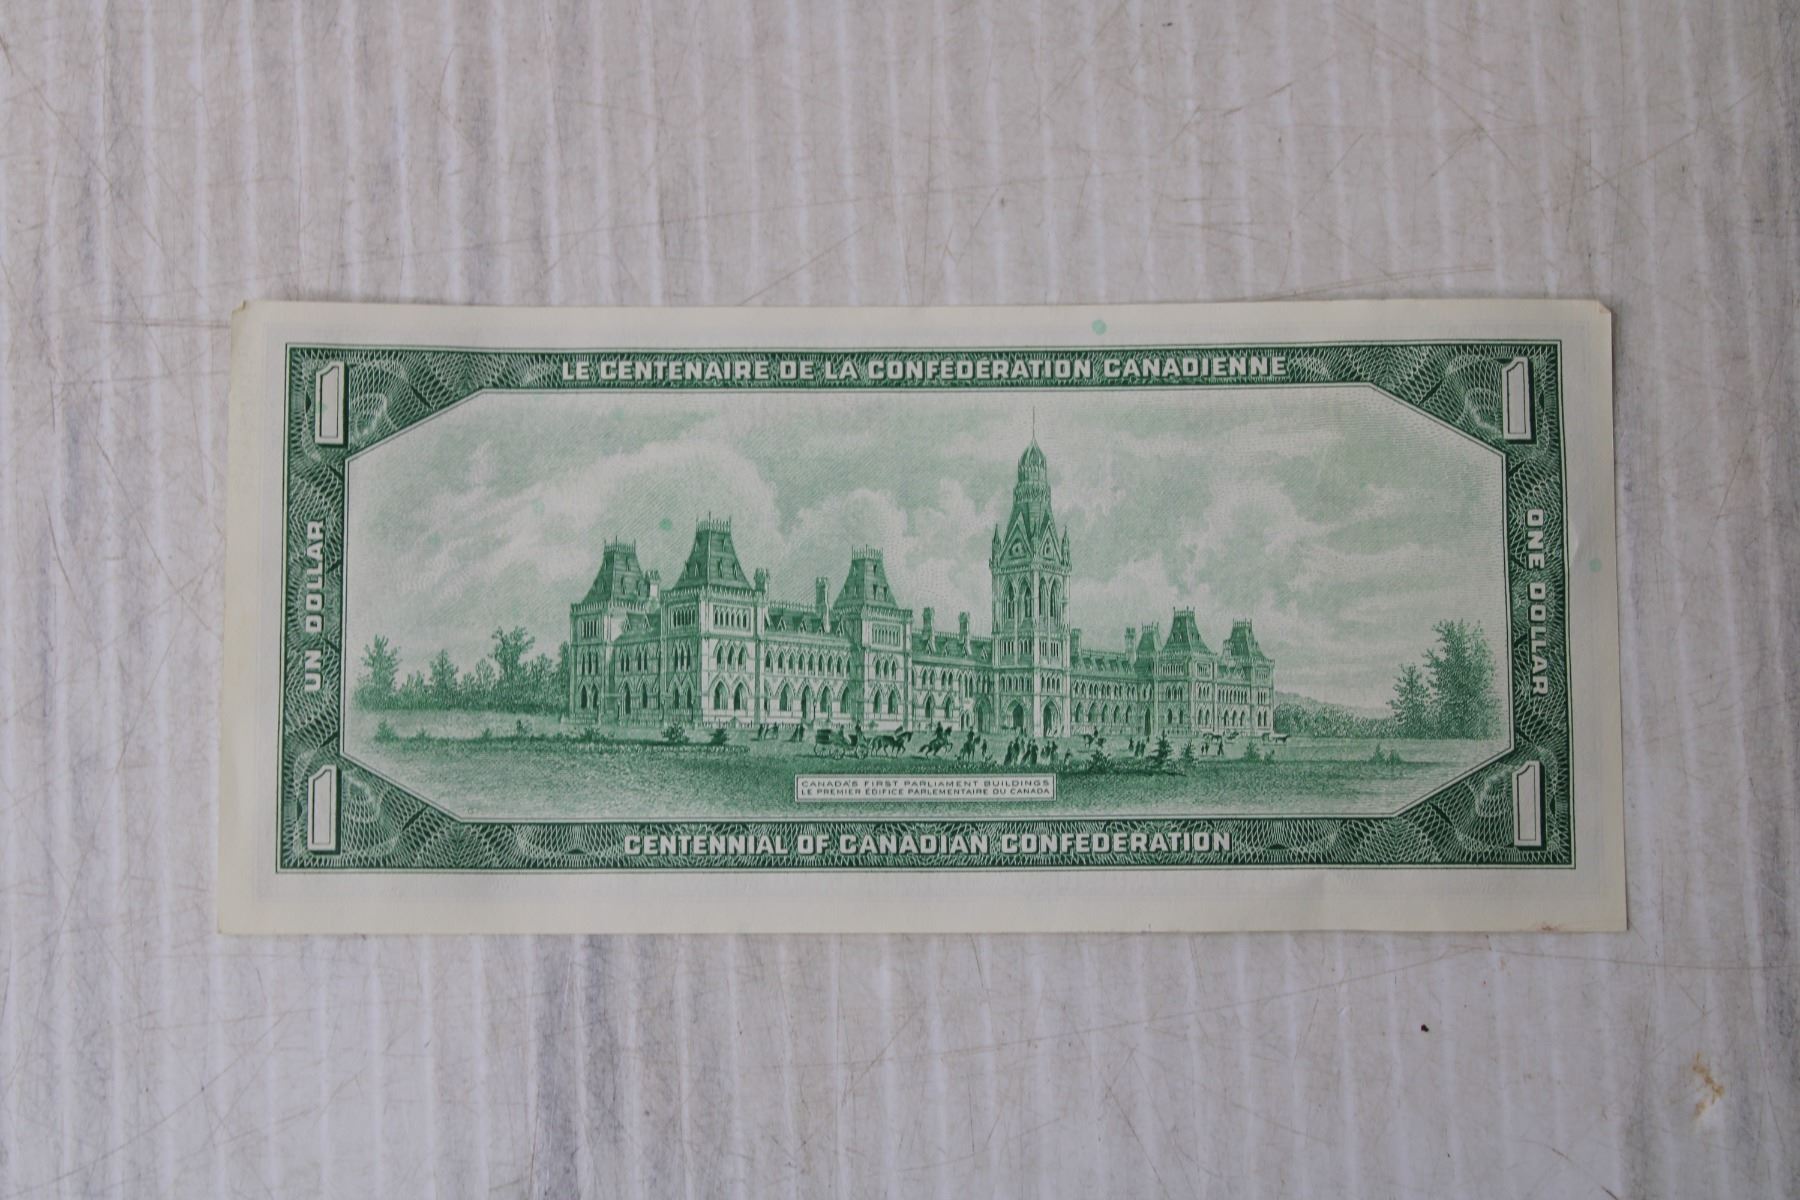 1 LE CENTENAIRE DE LA CONFÉDÉRATION CANADIENNE 1
UN DOLLAR
ONE DOLLAR
CANADA'S FIRST PARLIAMENT BUILDINGS
LE PREMIER ÉDIFICE PARLEMENTAIRE DU CANADA
1 CENTENNIAL OF CANADIAN CONFEDERATION 1